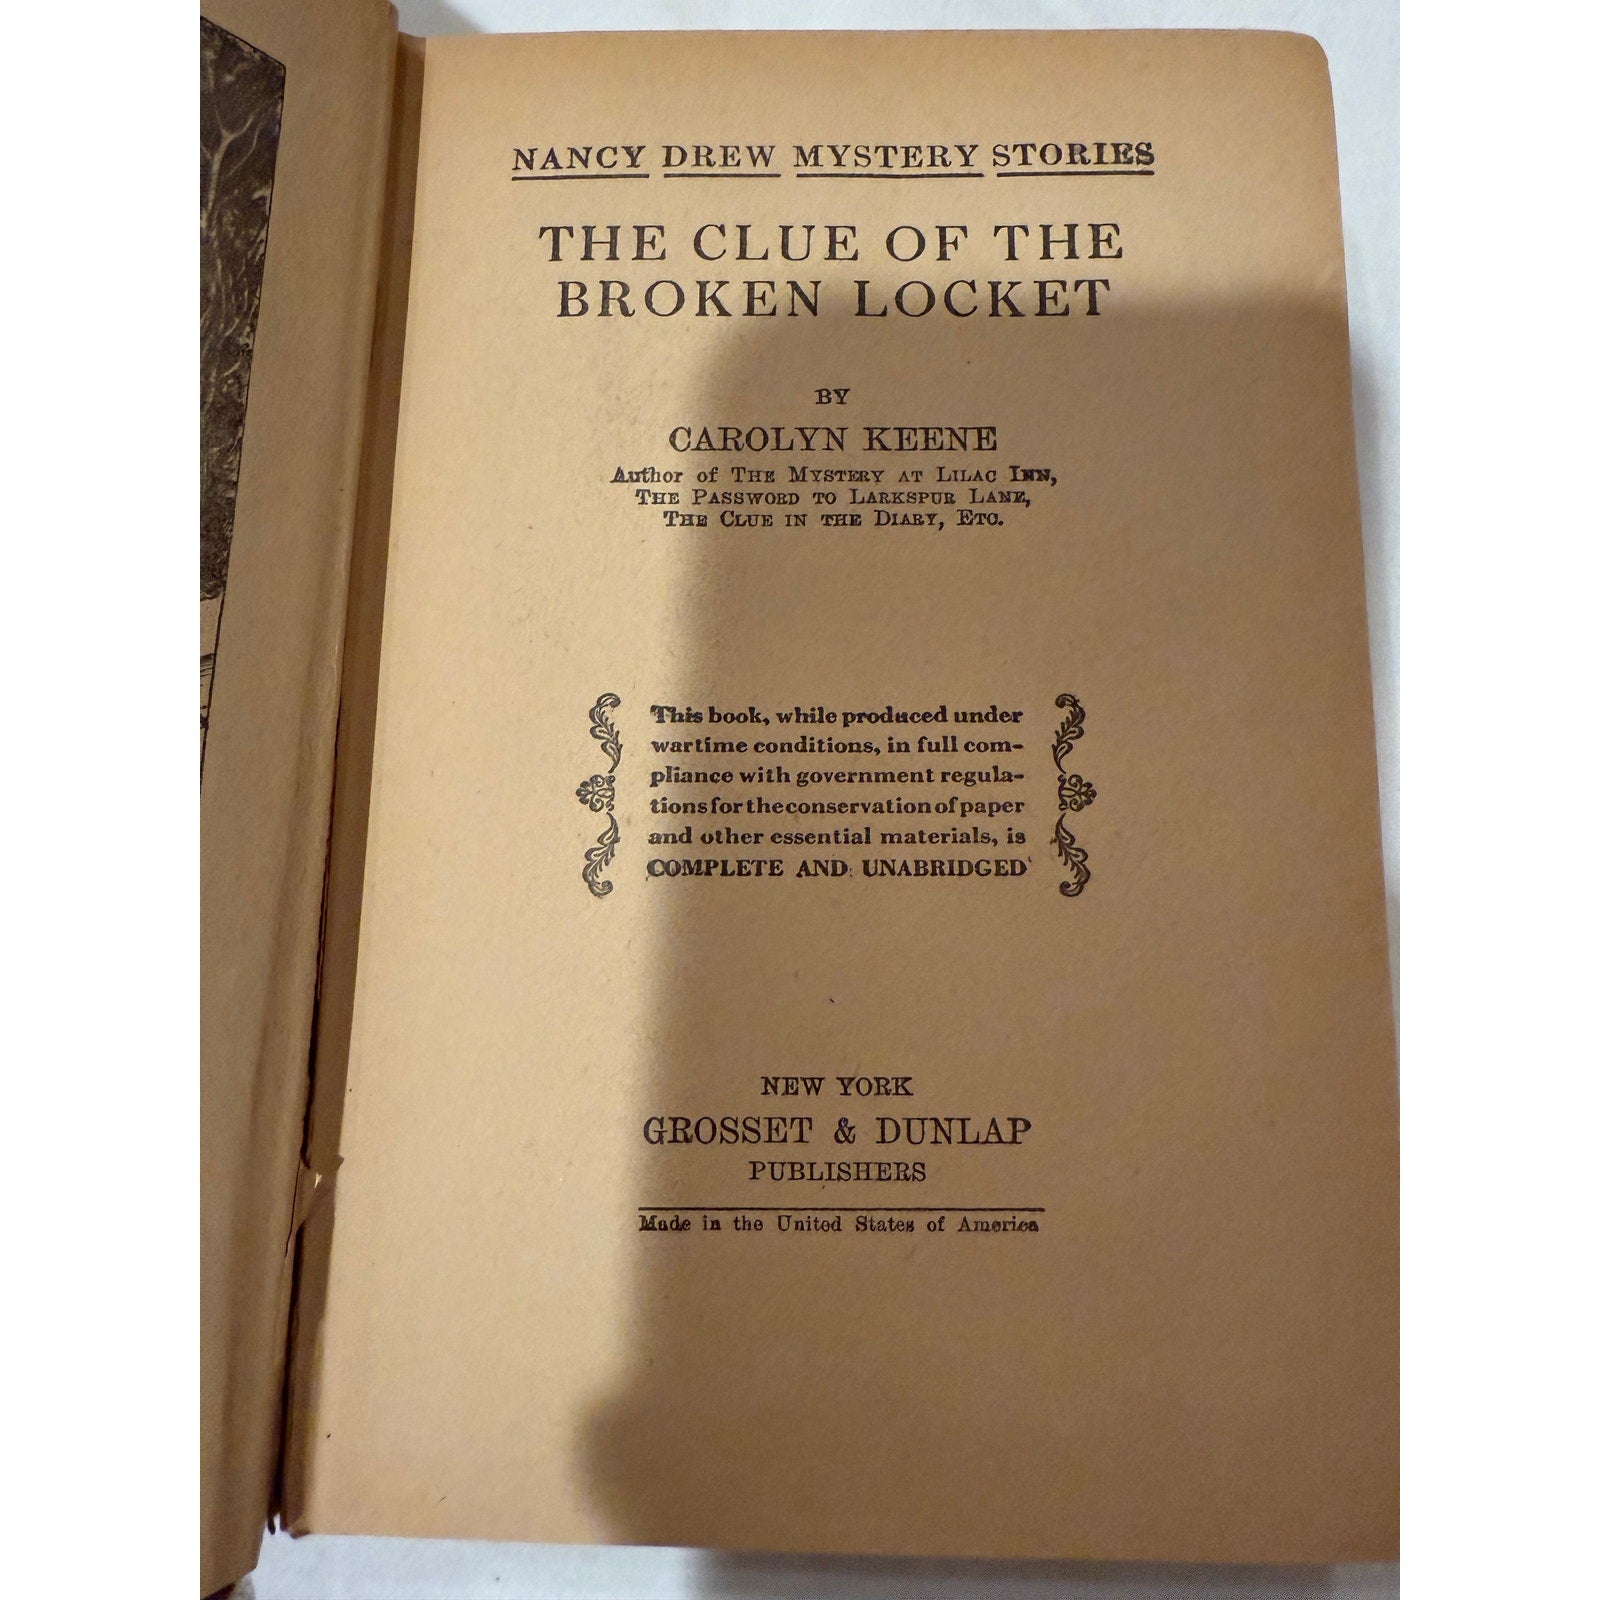 NANCY DREW MYSTERY STORIES
THE CLUE OF THE
BROKEN LOCKET
BY
CAROLYN KEENE
Author of THE MYSTERY AT LILAC INN,
THE PASSWORD TO LARKSPUR LANE,
THE CLUE IN THE DIARY, ETC.
This book, while produced under
wartime conditions, in full com-
pliance with government regula-
tions for the conservation of paper
and other essential materials, is
COMPLETE AND UNABRIDGED
NEW YORK
GROSSET & DUNLAP
PUBLISHERS
Made in the United States of America